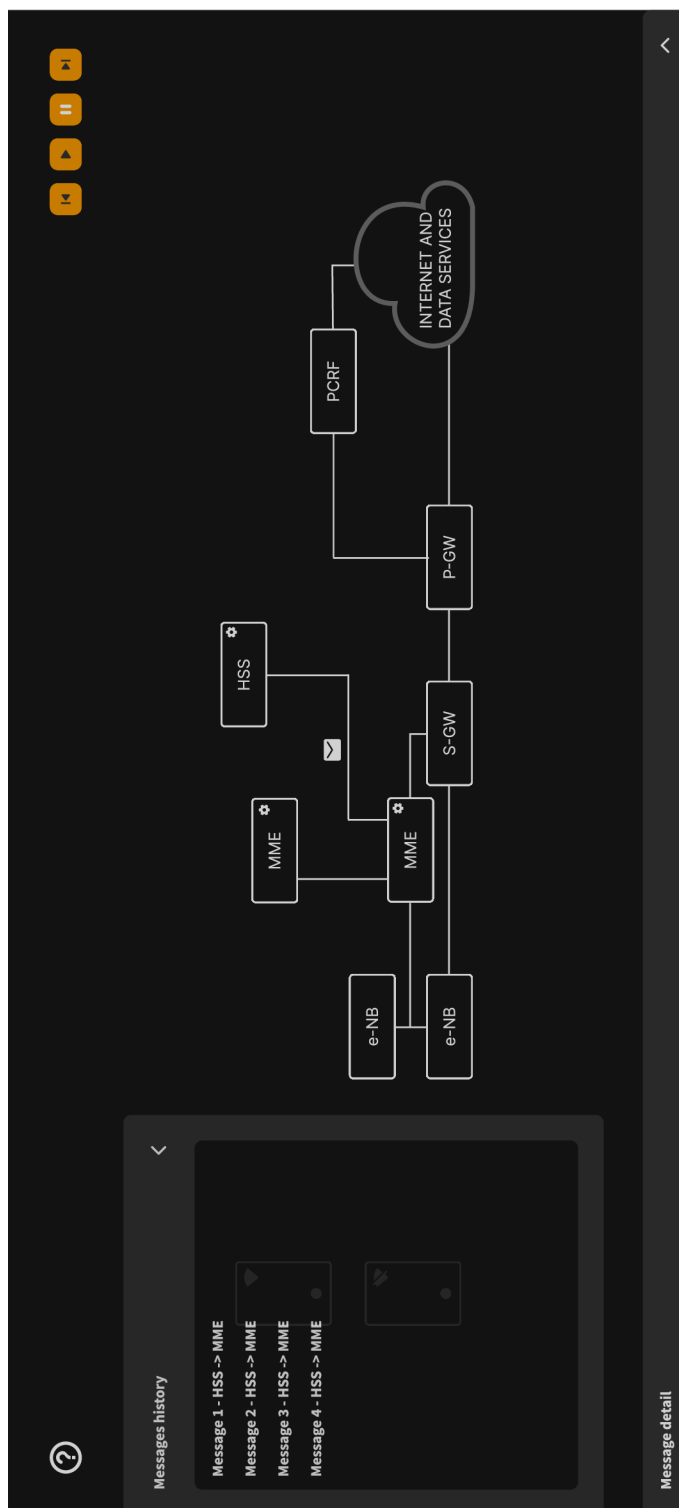 Messages history
Message 1 - HSS -> MME
Message 2 - HSS -> MME
Message 3 - HSS -> MME
Message 4 - HSS -> MME
HSS
MME
PCRF
e-NB
MME
INTERNET AND
DATA SERVICES
e-NB
S-GW
P-GW
Message detail